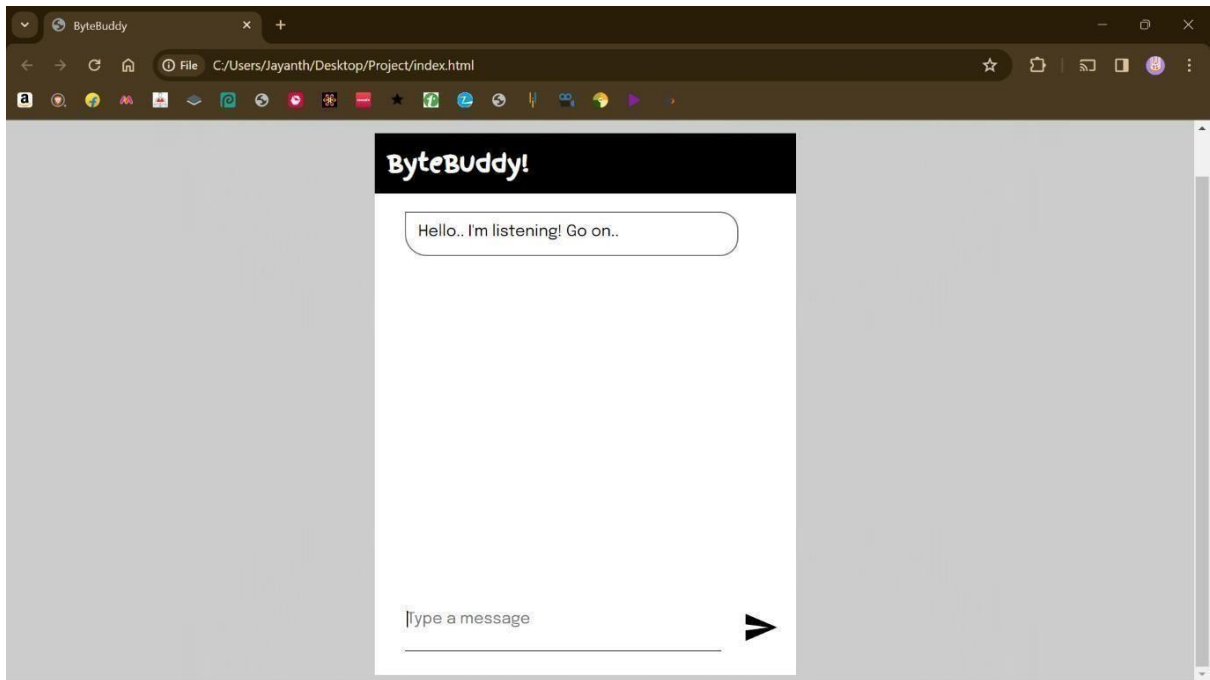 ByteBuddy
File C:/Users/Jayanth/Desktop/Project/index.html
ByteBuddy!
Hello.. I'm listening! Go on..
Type a message